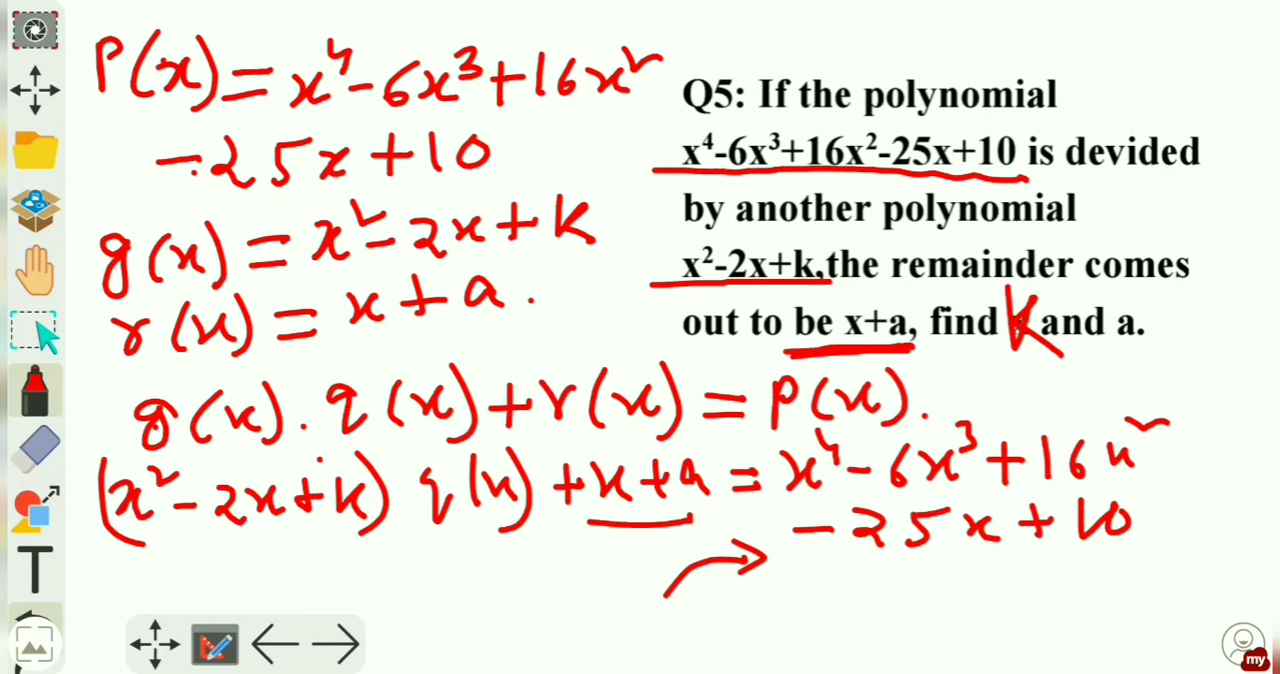 P(x) = x⁴ - 6x³ + 16x²
- 25x + 10
g(x) = x² - 2x + k
r(x) = x + a.
Q5: If the polynomial
x⁴-6x³+16x²-25x+10 is devided
by another polynomial
x²-2x+k,the remainder comes
out to be x+a, find k and a.
g(x). q(x) + r(x) = P(x).
(x² - 2x + k) q(x) + x + a = x⁴ - 6x³ + 16x²
- 25x + 10
T
my